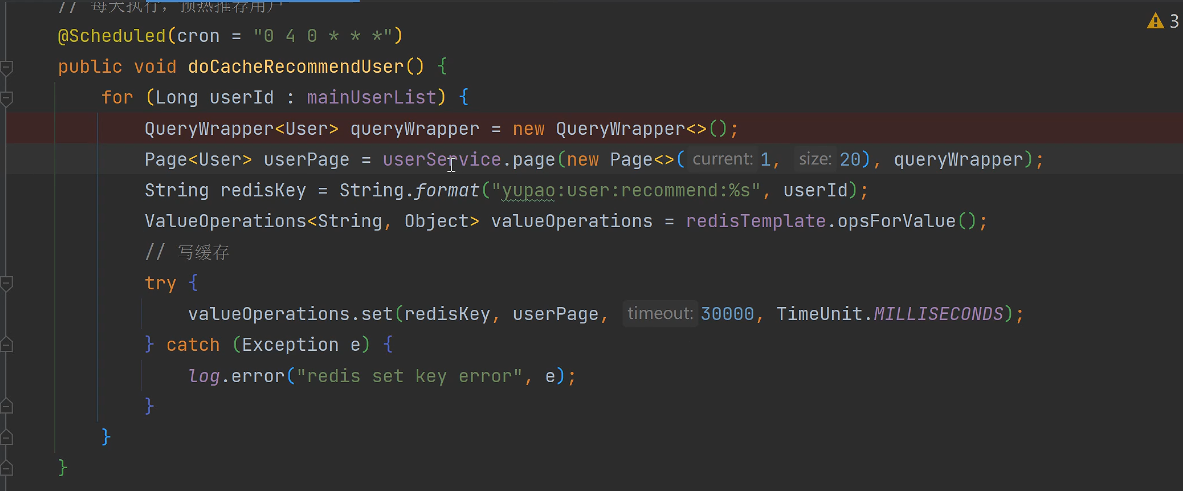 // 每天执行，预热推荐用户
@Scheduled(cron = "0 4 0 * * *")
public void doCacheRecommendUser() {
for (Long userId : mainUserList) {
QueryWrapper<User> queryWrapper = new QueryWrapper<>();
Page<User> userPage = userService.page(new Page<>( current: 1, size: 20), queryWrapper);
String redisKey = String.format("yupao:user:recommend:%s", userId);
ValueOperations<String, Object> valueOperations = redisTemplate.opsForValue();
// 写缓存
try {
valueOperations.set(redisKey, userPage, timeout: 30000, TimeUnit.MILLISECONDS);
} catch (Exception e) {
log.error("redis set key error", e);
}
}
}
3